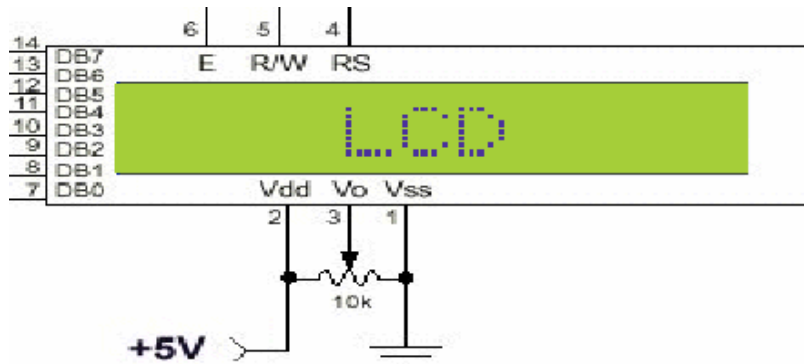 6 5 4
14 DB7 E R/W RS
13 DB6
12 DB5
11 DB4
10 DB3
9 DB2
8 DB1
7 DB0
LCD
Vdd Vo Vss
2 3 1
10k
+5V